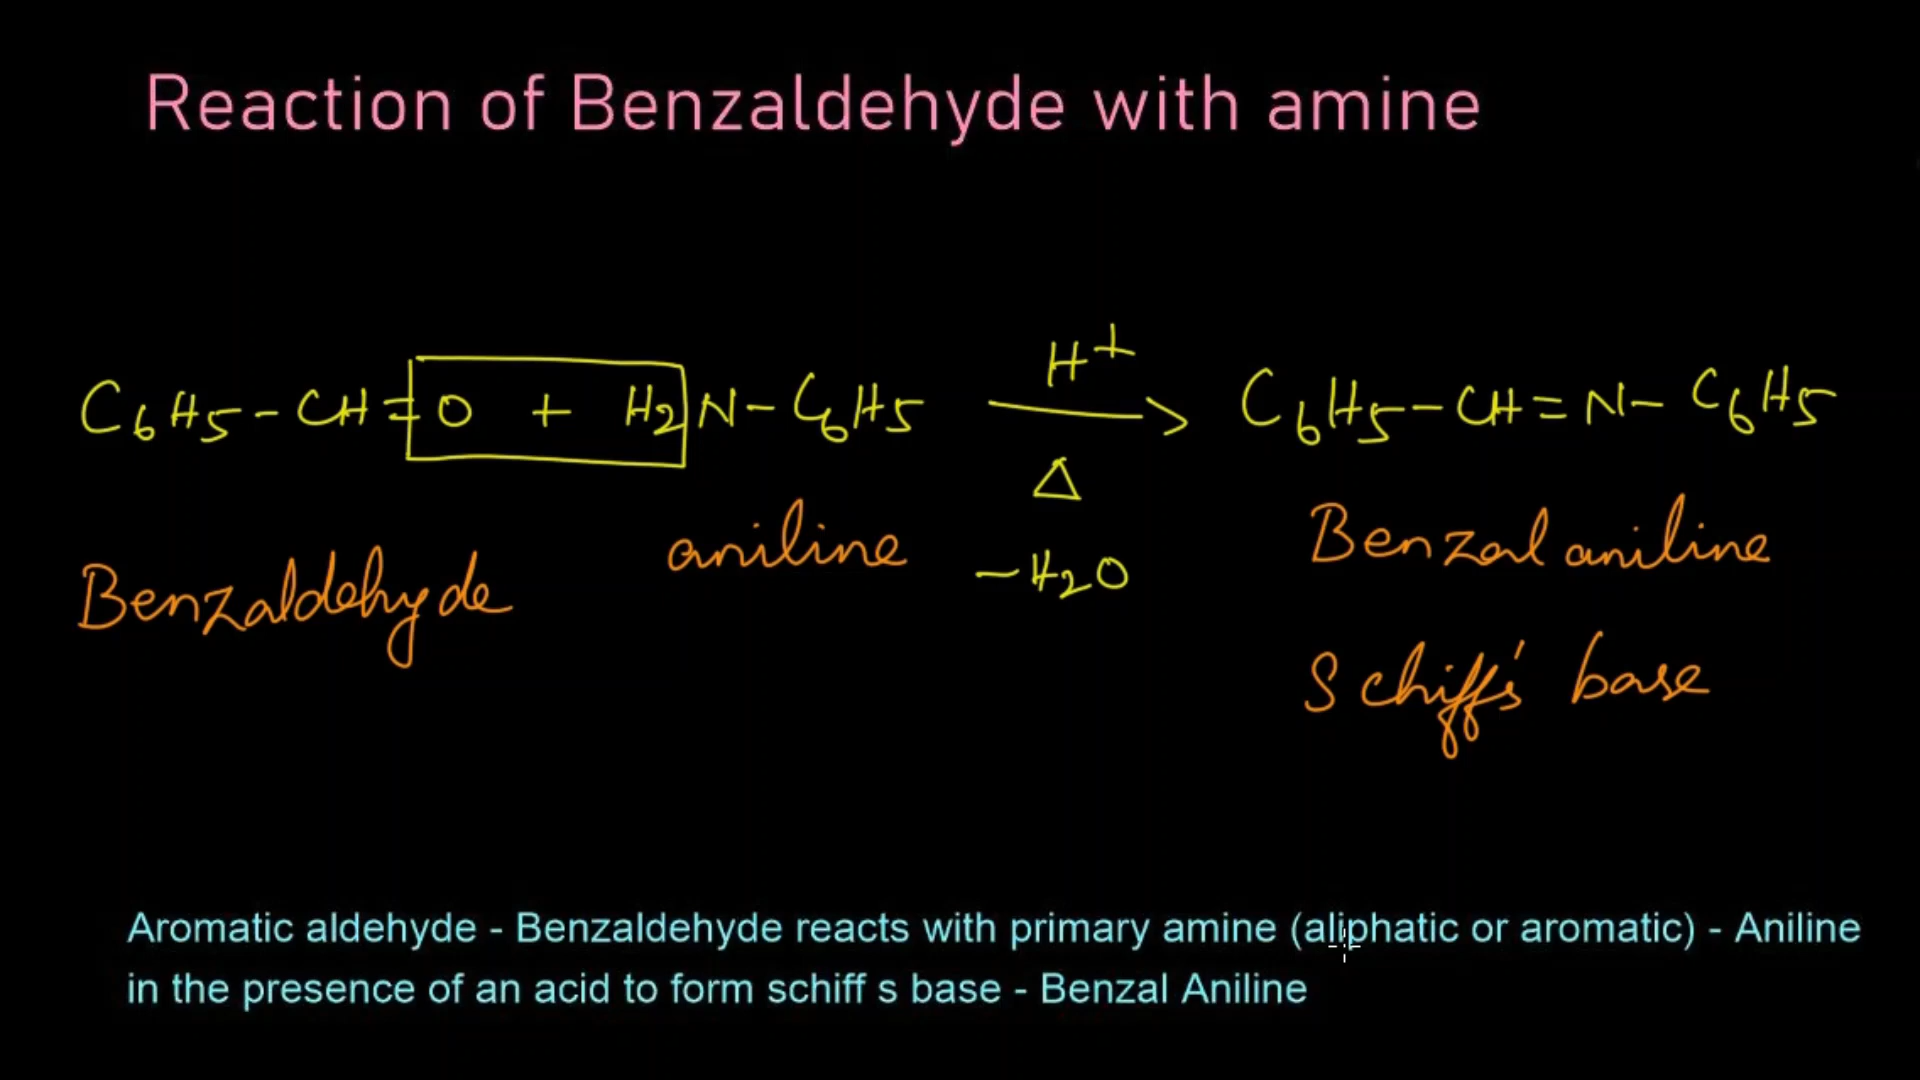 Reaction of Benzaldehyde with amine
H+
C6H5-CH=O + H2N-C6H5 → C6H5-CH=N-C6H5
Δ
Benzaldehyde aniline -H2O Benzal aniline
Schiff's base
Aromatic aldehyde - Benzaldehyde reacts with primary amine (aliphatic or aromatic) - Aniline
in the presence of an acid to form schiff s base - Benzal Aniline